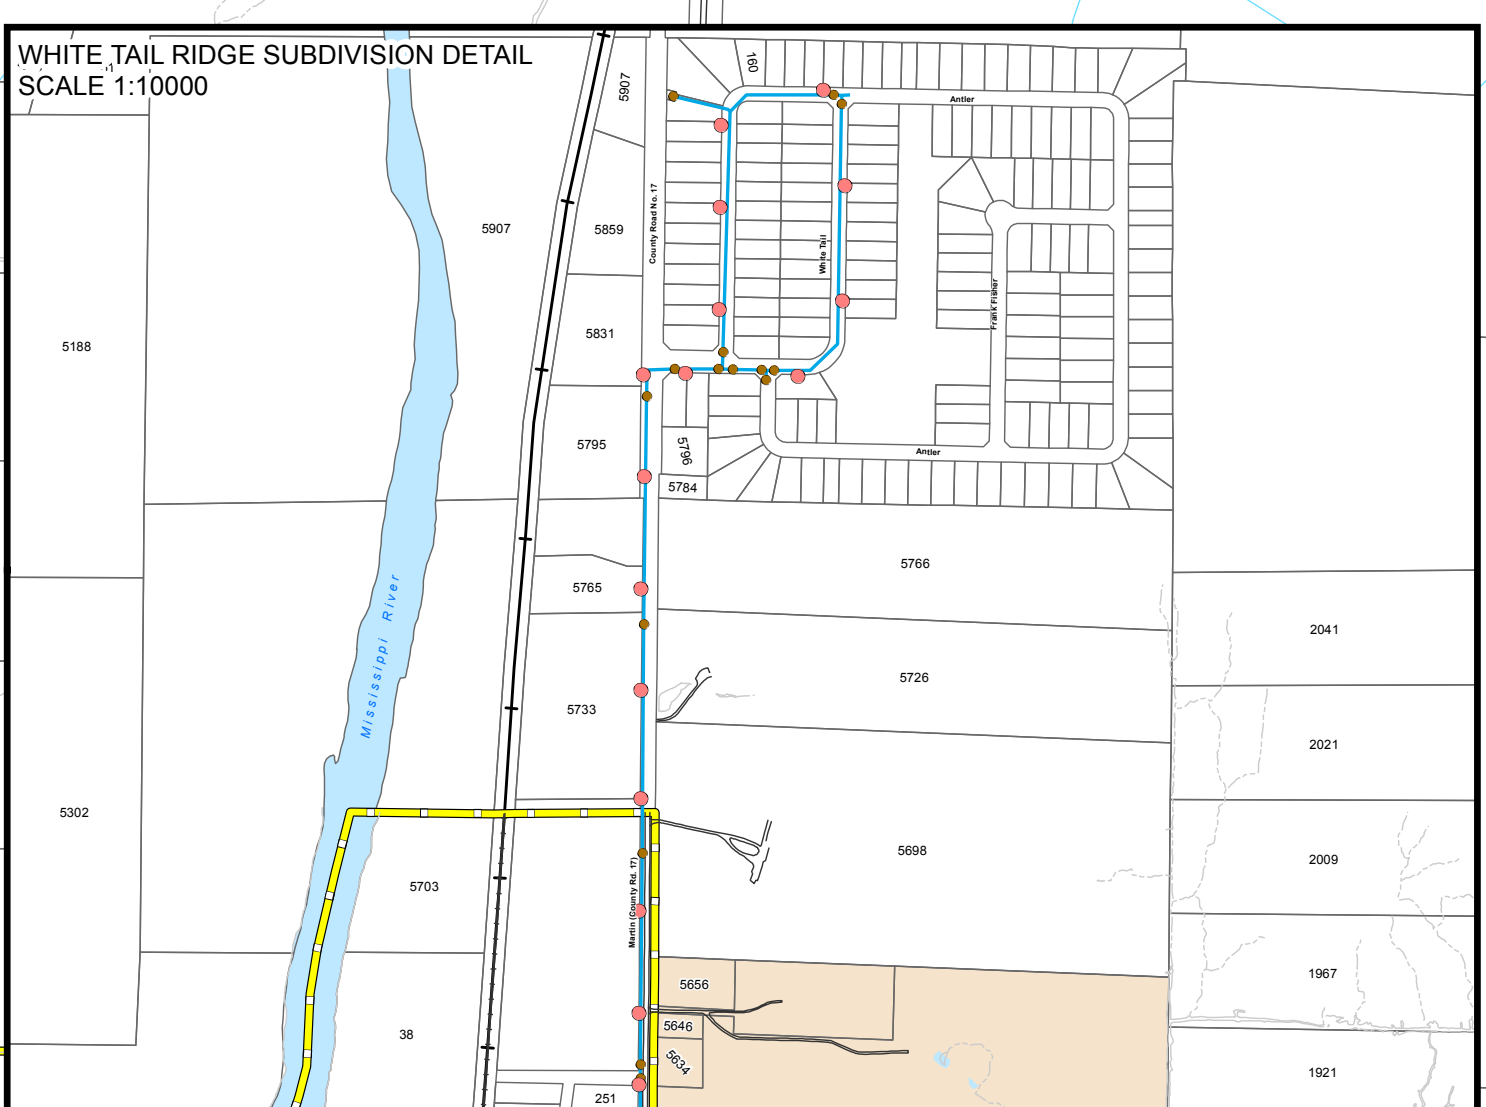 WHITE TAIL RIDGE SUBDIVISION DETAIL
SCALE 1:10000
160
5907
Antler
County Road No. 17
5907
5859
White Tail
Frank Fisher
5188
5831
5795
5796
Antler
5784
5766
5765
Mississippi River
2041
5726
5733
2021
5302
5698
2009
5703
Martin (County Rd. 17)
1967
5656
5646
38
5634
1921
251